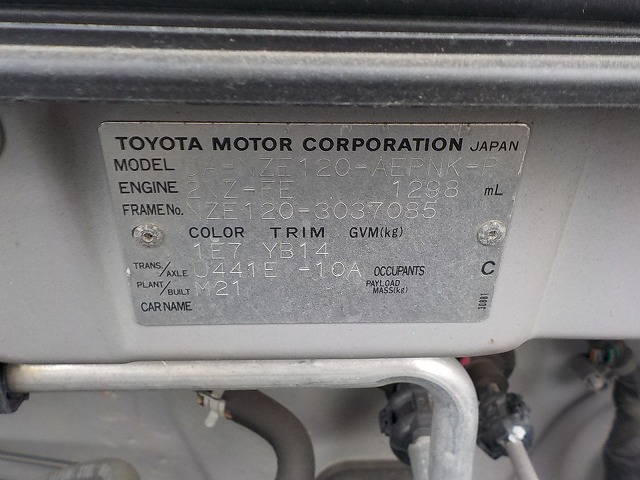 TOYOTA MOTOR CORPORATION JAPAN
MODEL NZE120-AEPNK-P
ENGINE 2NZ-FE 1298 mL
FRAME No. NZE120-3037085
COLOR TRIM GVM(kg)
1E7 YB14
TRANS/AXLE U441E -10A OCCUPANTS C
PLANT/BUILT M21 PAYLOAD MASS(kg)
CAR NAME